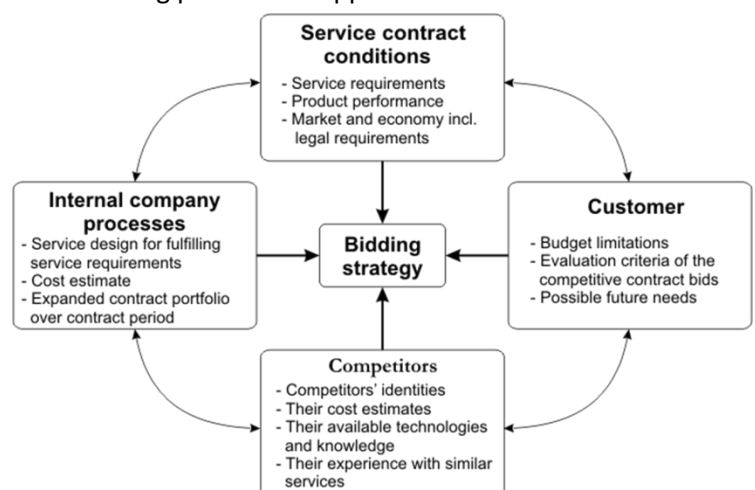 Service contract
conditions
- Service requirements
- Product performance
- Market and economy incl.
legal requirements
Internal company
processes
- Service design for fulfilling
service requirements
- Cost estimate
- Expanded contract portfolio
over contract period
Bidding
strategy
Customer
- Budget limitations
- Evaluation criteria of the
competitive contract bids
- Possible future needs
Competitors
- Competitors' identities
- Their cost estimates
- Their available technologies
and knowledge
- Their experience with similar
services